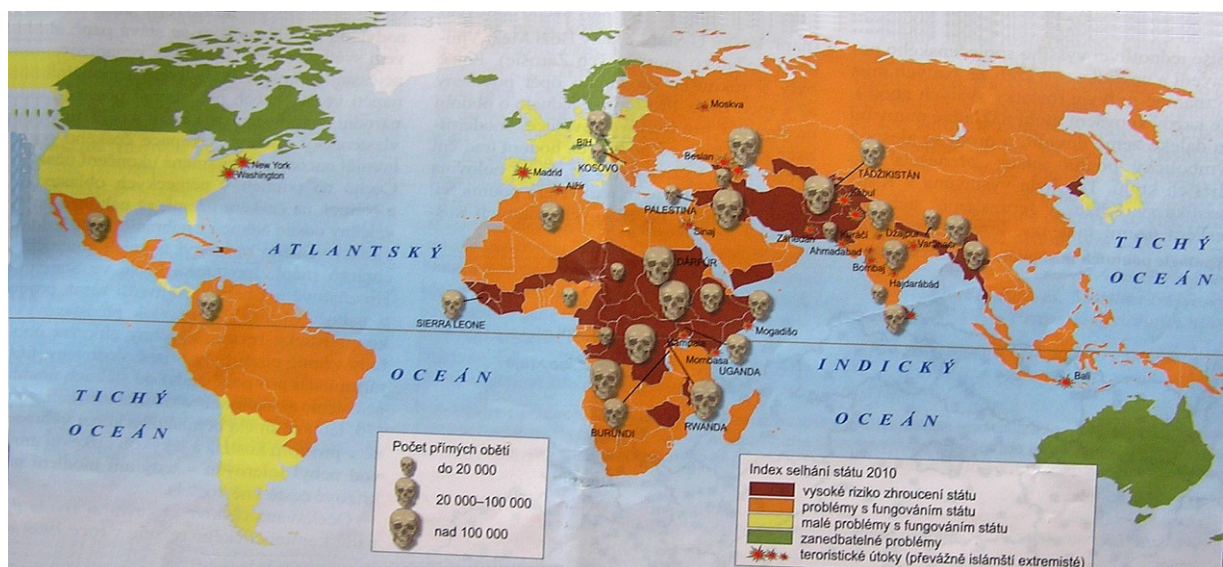 Moskva
BIH
KOSOVO
Beslan
TÁDŽIKISTÁN
New York
Washington
Madrid
Alžír
Kábul
PALESTINA
Sinaj
Záhedán
Karáčí
Džajpur
Váránasí
Ahmadábád
Bombaj
Hajdarábád
ATLANTSKÝ
TICHÝ
OCEÁN
DÁRFÚR
SIERRA LEONE
Mogadišo
Kampala
Mombasa
UGANDA
OCEÁN
INDICKÝ
Bali
TICHÝ
OCEÁN
OCEÁN
BURUNDI
RWANDA
Počet přímých obětí
do 20 000
20 000–100 000
nad 100 000
Index selhání státu 2010
vysoké riziko zhroucení státu
problémy s fungováním státu
malé problémy s fungováním státu
zanedbatelné problémy
teroristické útoky (převážně islámští extremisté)